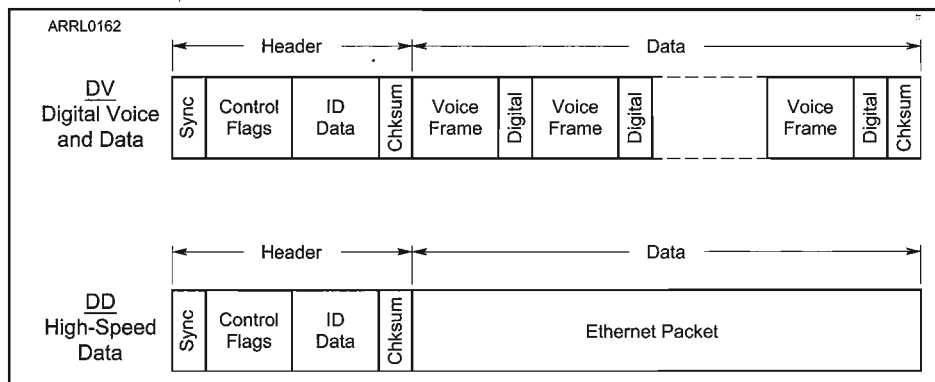 ARRL0162
Header
Data
DV
Digital Voice
and Data
Sync
Control
Flags
ID
Data
Chksum
Voice
Frame
Digital
Voice
Frame
Digital
Voice
Frame
Digital
Chksum
Header
Data
DD
High-Speed
Data
Sync
Control
Flags
ID
Data
Chksum
Ethernet Packet